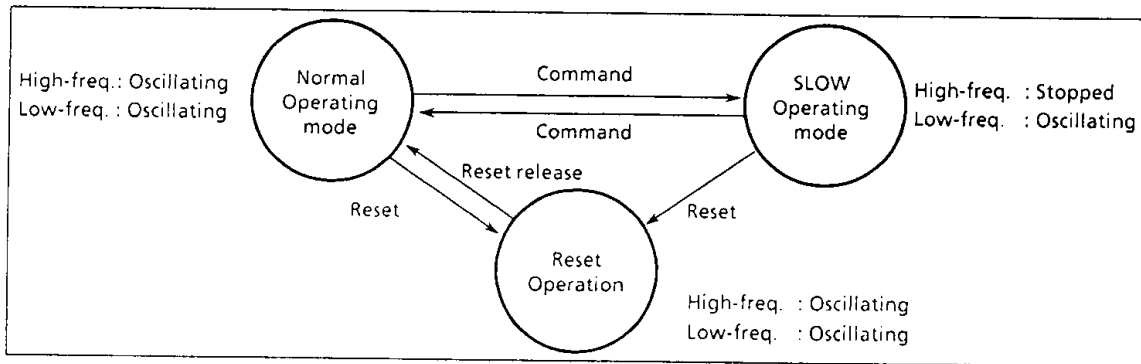 High-freq.: Oscillating
Low-freq. : Oscillating
Normal
Operating
mode
Command
Command
SLOW
Operating
mode
High-freq. : Stopped
Low-freq. : Oscillating
Reset release
Reset
Reset
Reset
Operation
High-freq. : Oscillating
Low-freq. : Oscillating